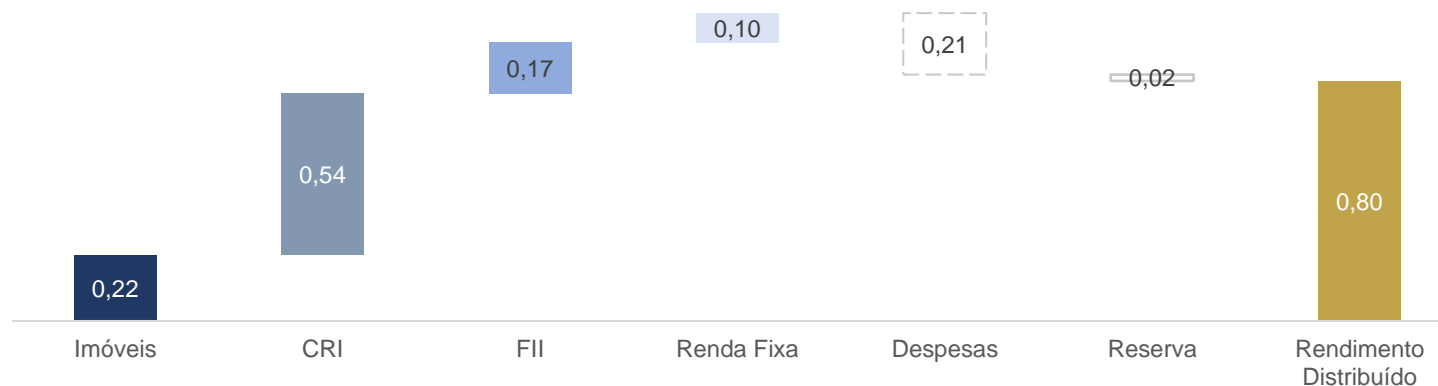 0,10
0,21
0,17
0,02
0,54
0,80
0,22
Imóveis
CRI
FII
Renda Fixa
Despesas
Reserva
Rendimento
Distribuído